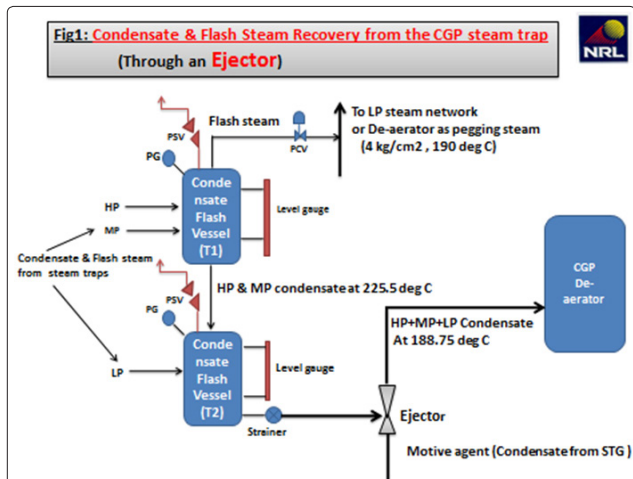 Fig1: Condensate & Flash Steam Recovery from the CGP steam trap
(Through an Ejector)
NRL
Flash steam
To LP steam network
or De-aerator as pegging steam
(4 kg/cm2 , 190 deg C)
PSV
PCV
PG
Conde
nsate
Flash
Vessel
(T1)
HP
MP
Level gauge
Condensate & Flash steam
from steam traps
HP & MP condensate at 225.5 deg C
PSV
PG
CGP
De-
aerator
HP+MP+LP Condensate
At 188.75 deg C
Conde
nsate
Flash
Vessel
(T2)
LP
Level gauge
Strainer
Ejector
Motive agent (Condensate from STG )